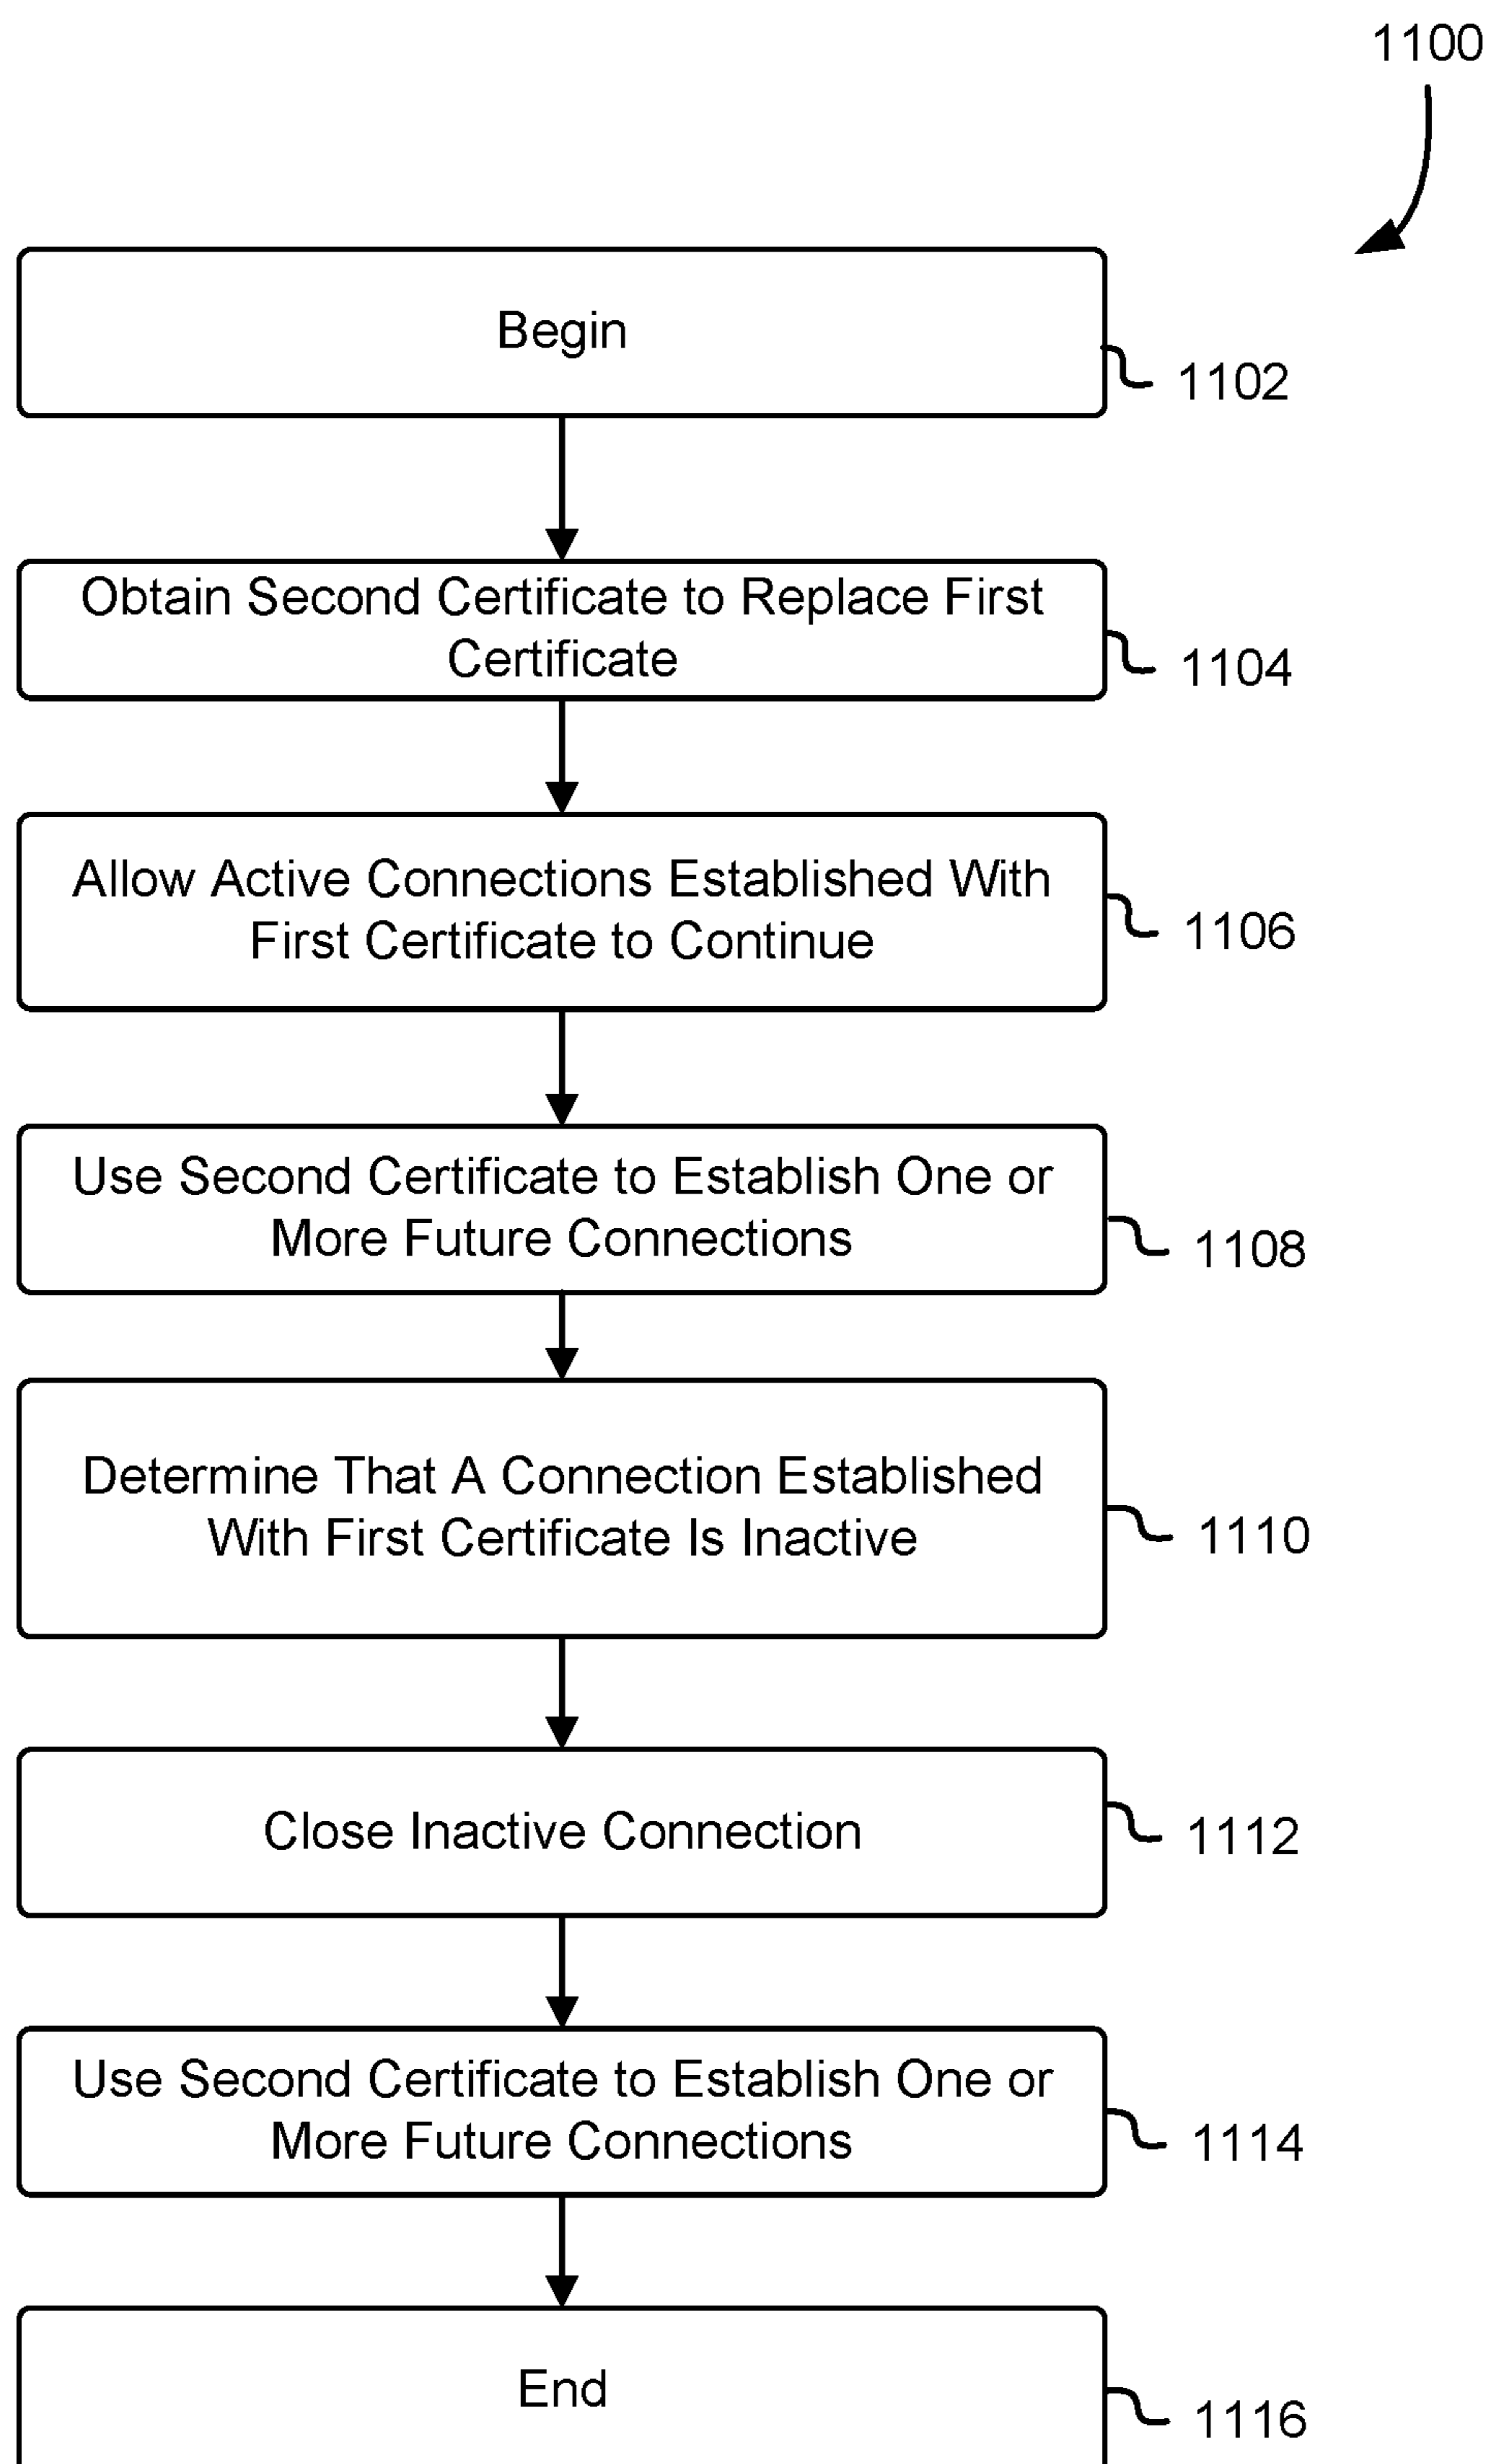 1100
Begin
1102
Obtain Second Certificate to Replace First
Certificate
1104
Allow Active Connections Established With
First Certificate to Continue
1106
Use Second Certificate to Establish One or
More Future Connections
1108
Determine That A Connection Established
With First Certificate Is Inactive
1110
Close Inactive Connection
1112
Use Second Certificate to Establish One or
More Future Connections
1114
End
1116